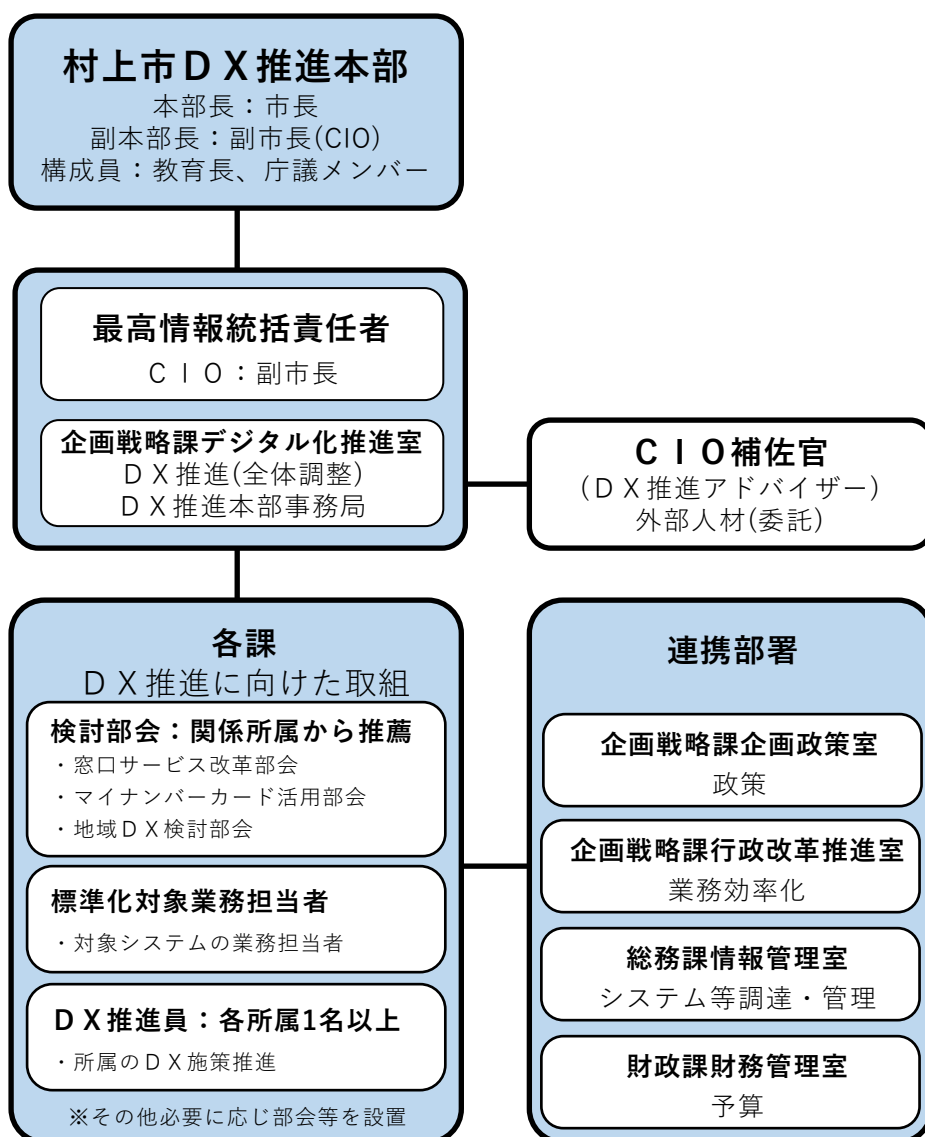 村上市ＤＸ推進本部
本部長：市長
副本部長：副市長(CIO)
構成員：教育長、庁議メンバー
最高情報統括責任者
ＣＩＯ：副市長
企画戦略課デジタル化推進室
ＤＸ推進(全体調整)
ＤＸ推進本部事務局
ＣＩＯ補佐官
（ＤＸ推進アドバイザー）
外部人材(委託)
各課
ＤＸ推進に向けた取組
検討部会：関係所属から推薦
・窓口サービス改革部会
・マイナンバーカード活用部会
・地域ＤＸ検討部会
標準化対象業務担当者
・対象システムの業務担当者
ＤＸ推進員：各所属1名以上
・所属のＤＸ施策推進
※その他必要に応じ部会等を設置
連携部署
企画戦略課企画政策室
政策
企画戦略課行政改革推進室
業務効率化
総務課情報管理室
システム等調達・管理
財政課財務管理室
予算